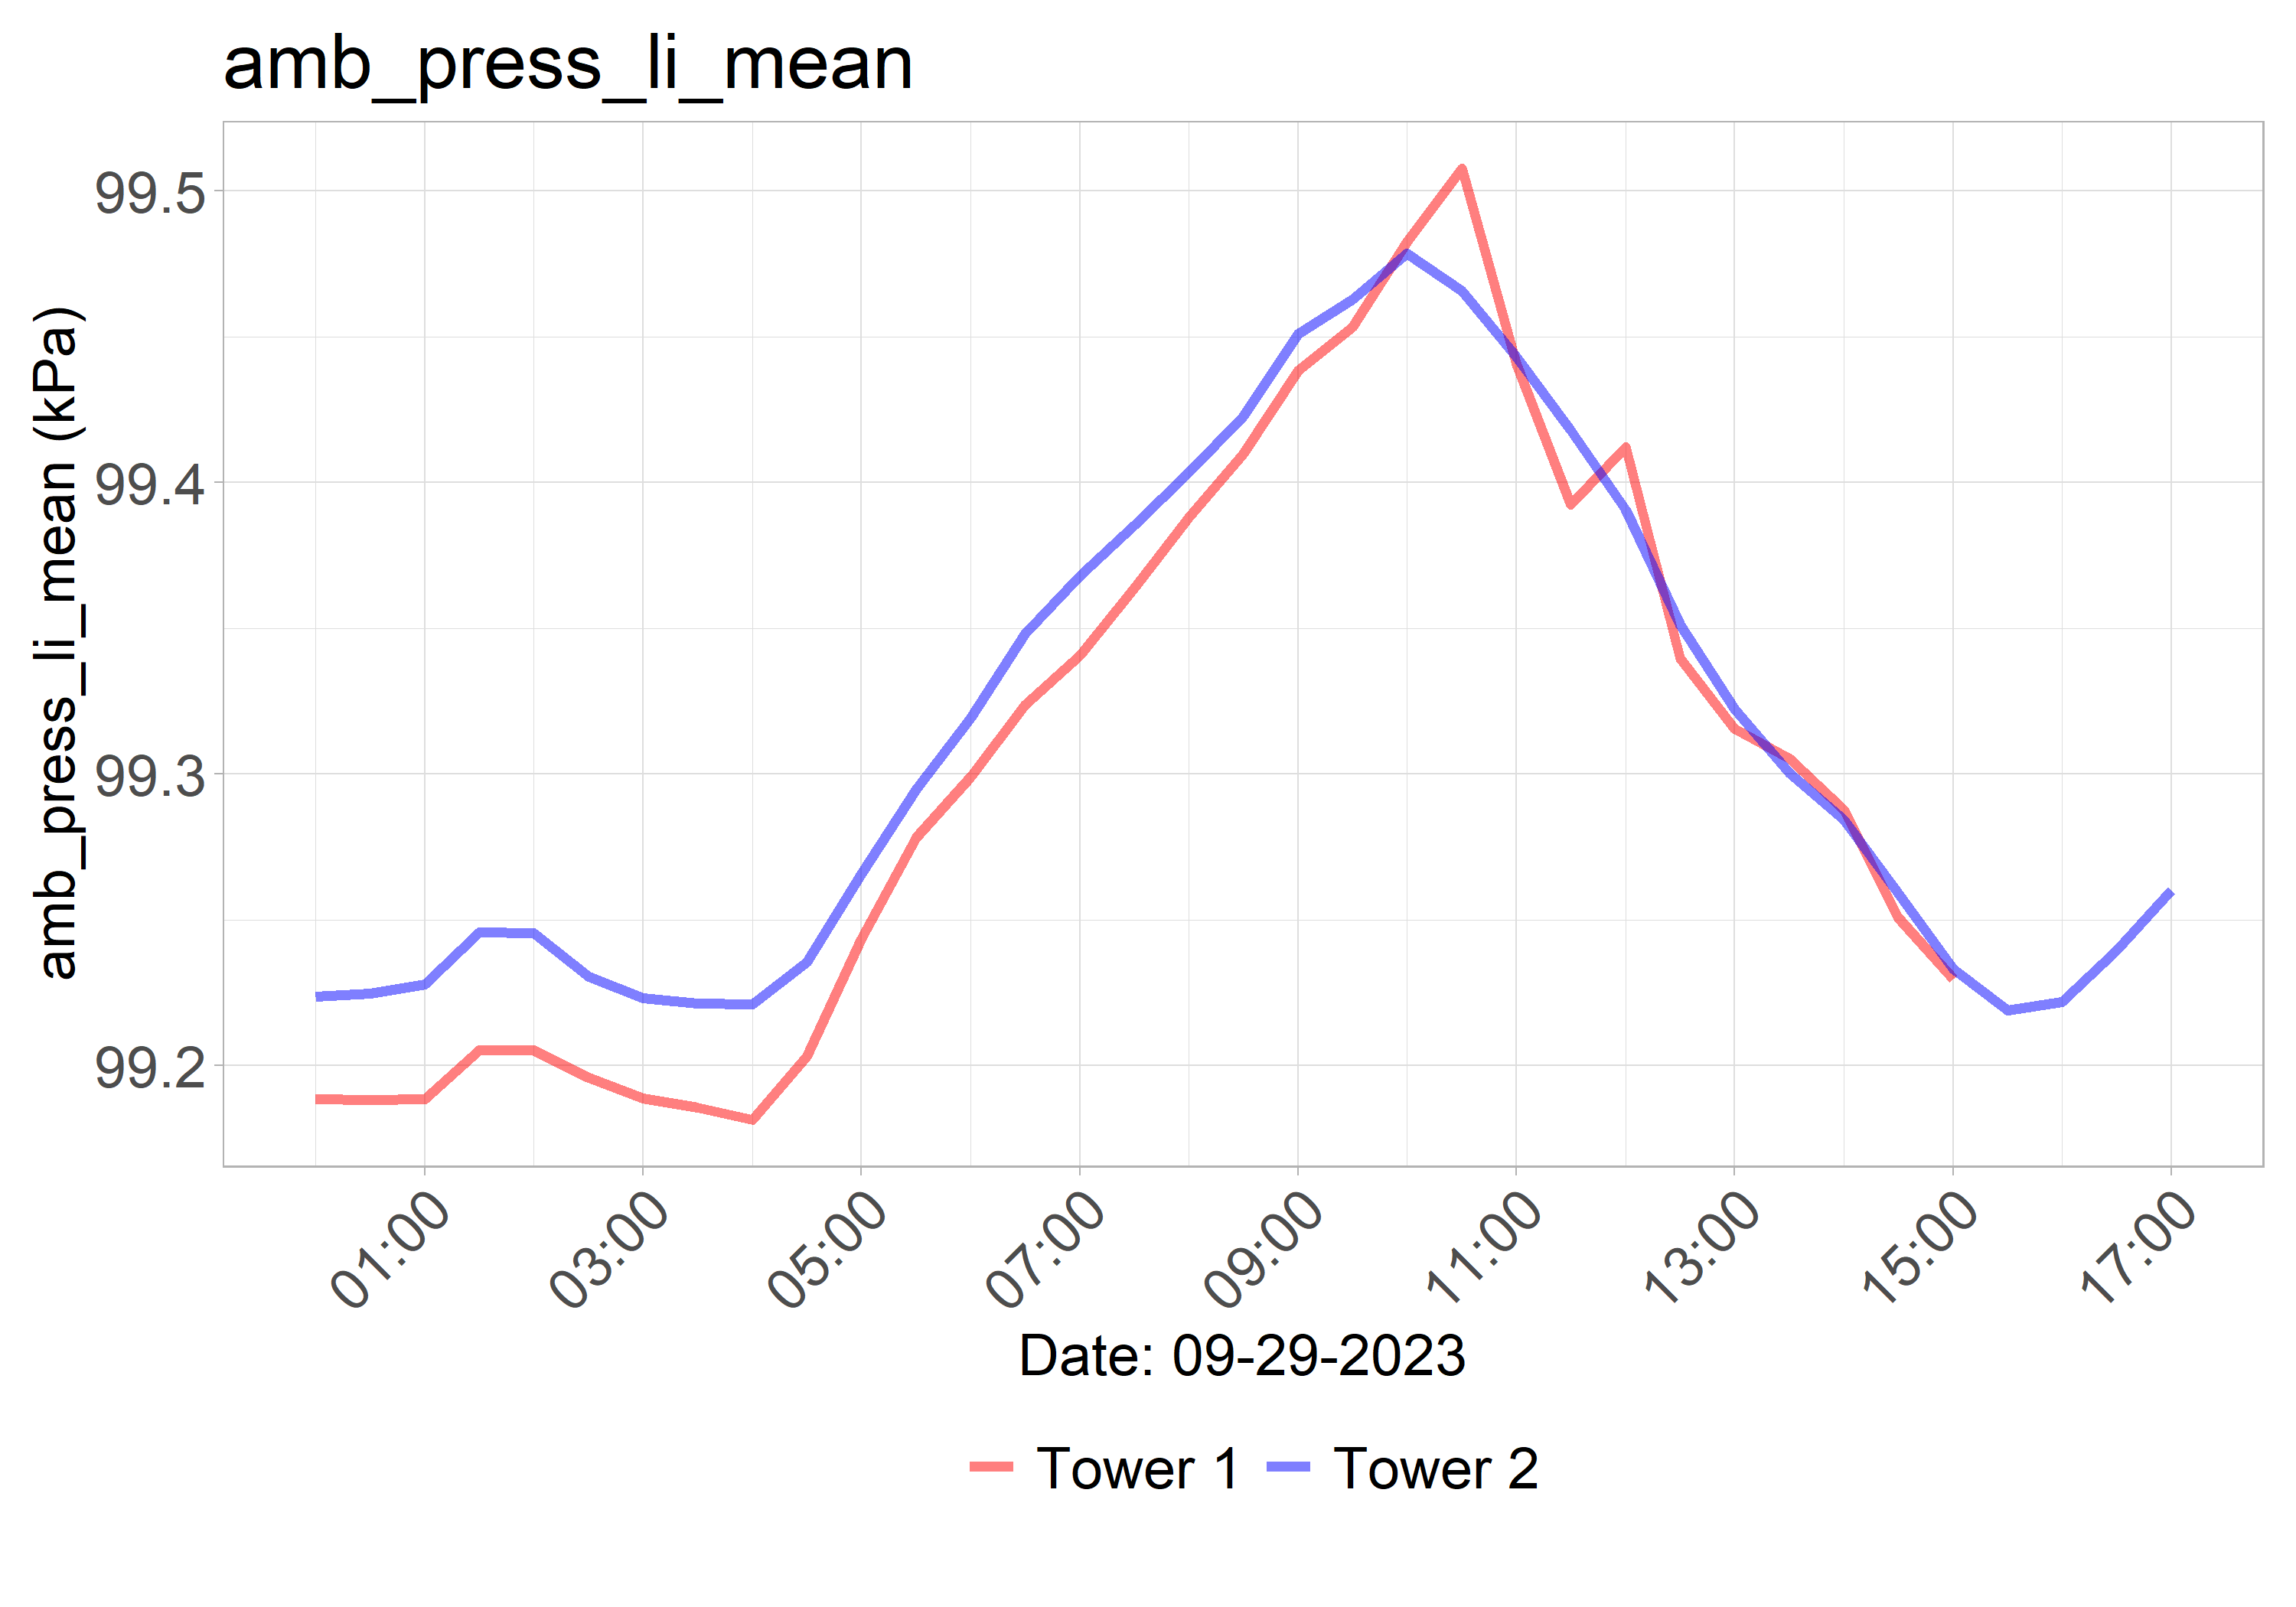 amb_press_li_mean
amb_press_li_mean (kPa)
99.5
99.4
99.3
99.2
01:00
03:00
05:00
07:00
09:00
11:00
13:00
15:00
17:00
Date: 09-29-2023
Tower 1
Tower 2